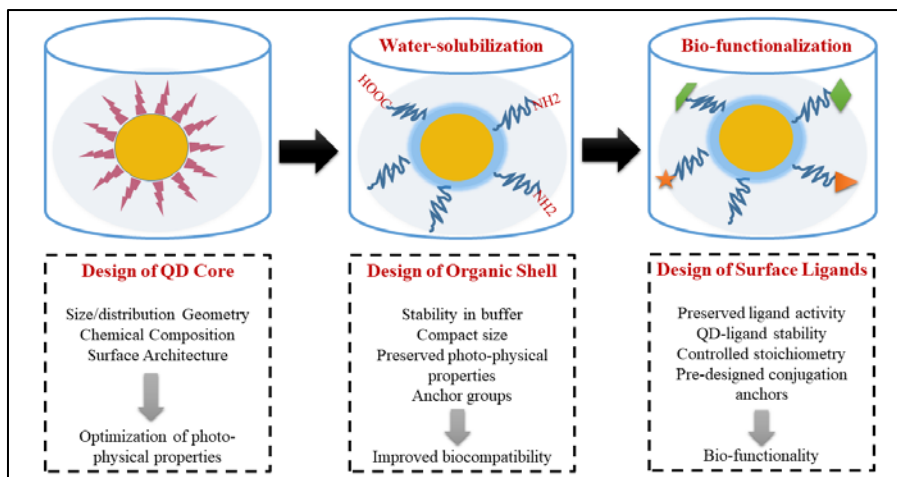 Water-solubilization
Bio-functionalization
HOOC
NH2
NH2
Design of QD Core
Size/distribution Geometry
Chemical Composition
Surface Architecture
Optimization of photo-
physical properties
Design of Organic Shell
Stability in buffer
Compact size
Preserved photo-physical
properties
Anchor groups
Improved biocompatibility
Design of Surface Ligands
Preserved ligand activity
QD-ligand stability
Controlled stoichiometry
Pre-designed conjugation
anchors
Bio-functionality